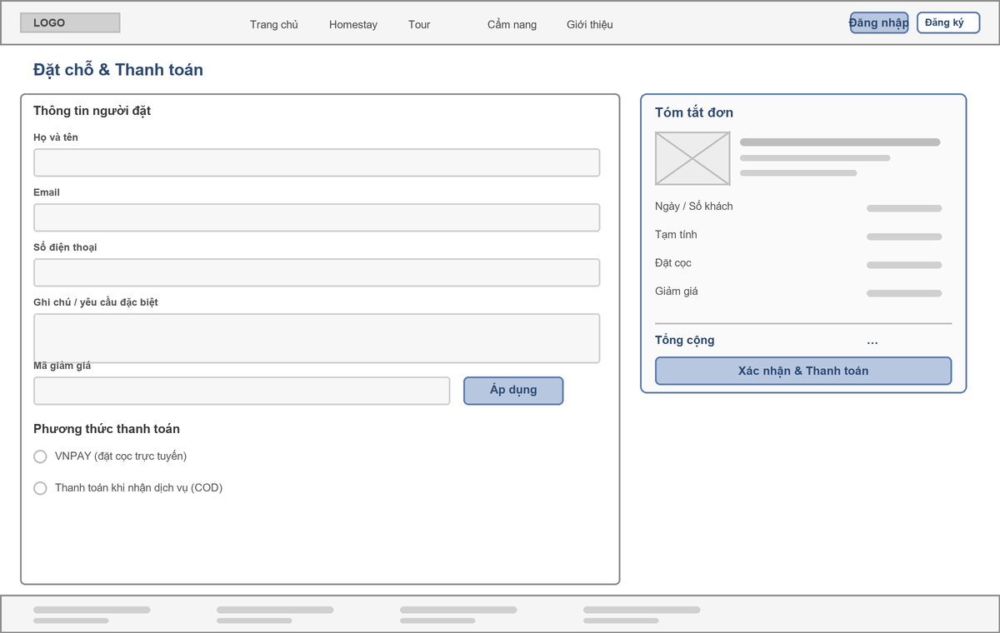 LOGO
Trang chủ
Homestay
Tour
Cẩm nang
Giới thiệu
Đăng nhập
Đăng ký
Đặt chỗ & Thanh toán
Thông tin người đặt
Họ và tên
Email
Số điện thoại
Ghi chú / yêu cầu đặc biệt
Mã giảm giá
Áp dụng
Phương thức thanh toán
VNPAY (đặt cọc trực tuyến)
Thanh toán khi nhận dịch vụ (COD)
Tóm tắt đơn
Ngày / Số khách
Tạm tính
Đặt cọc
Giảm giá
Tổng cộng
...
Xác nhận & Thanh toán